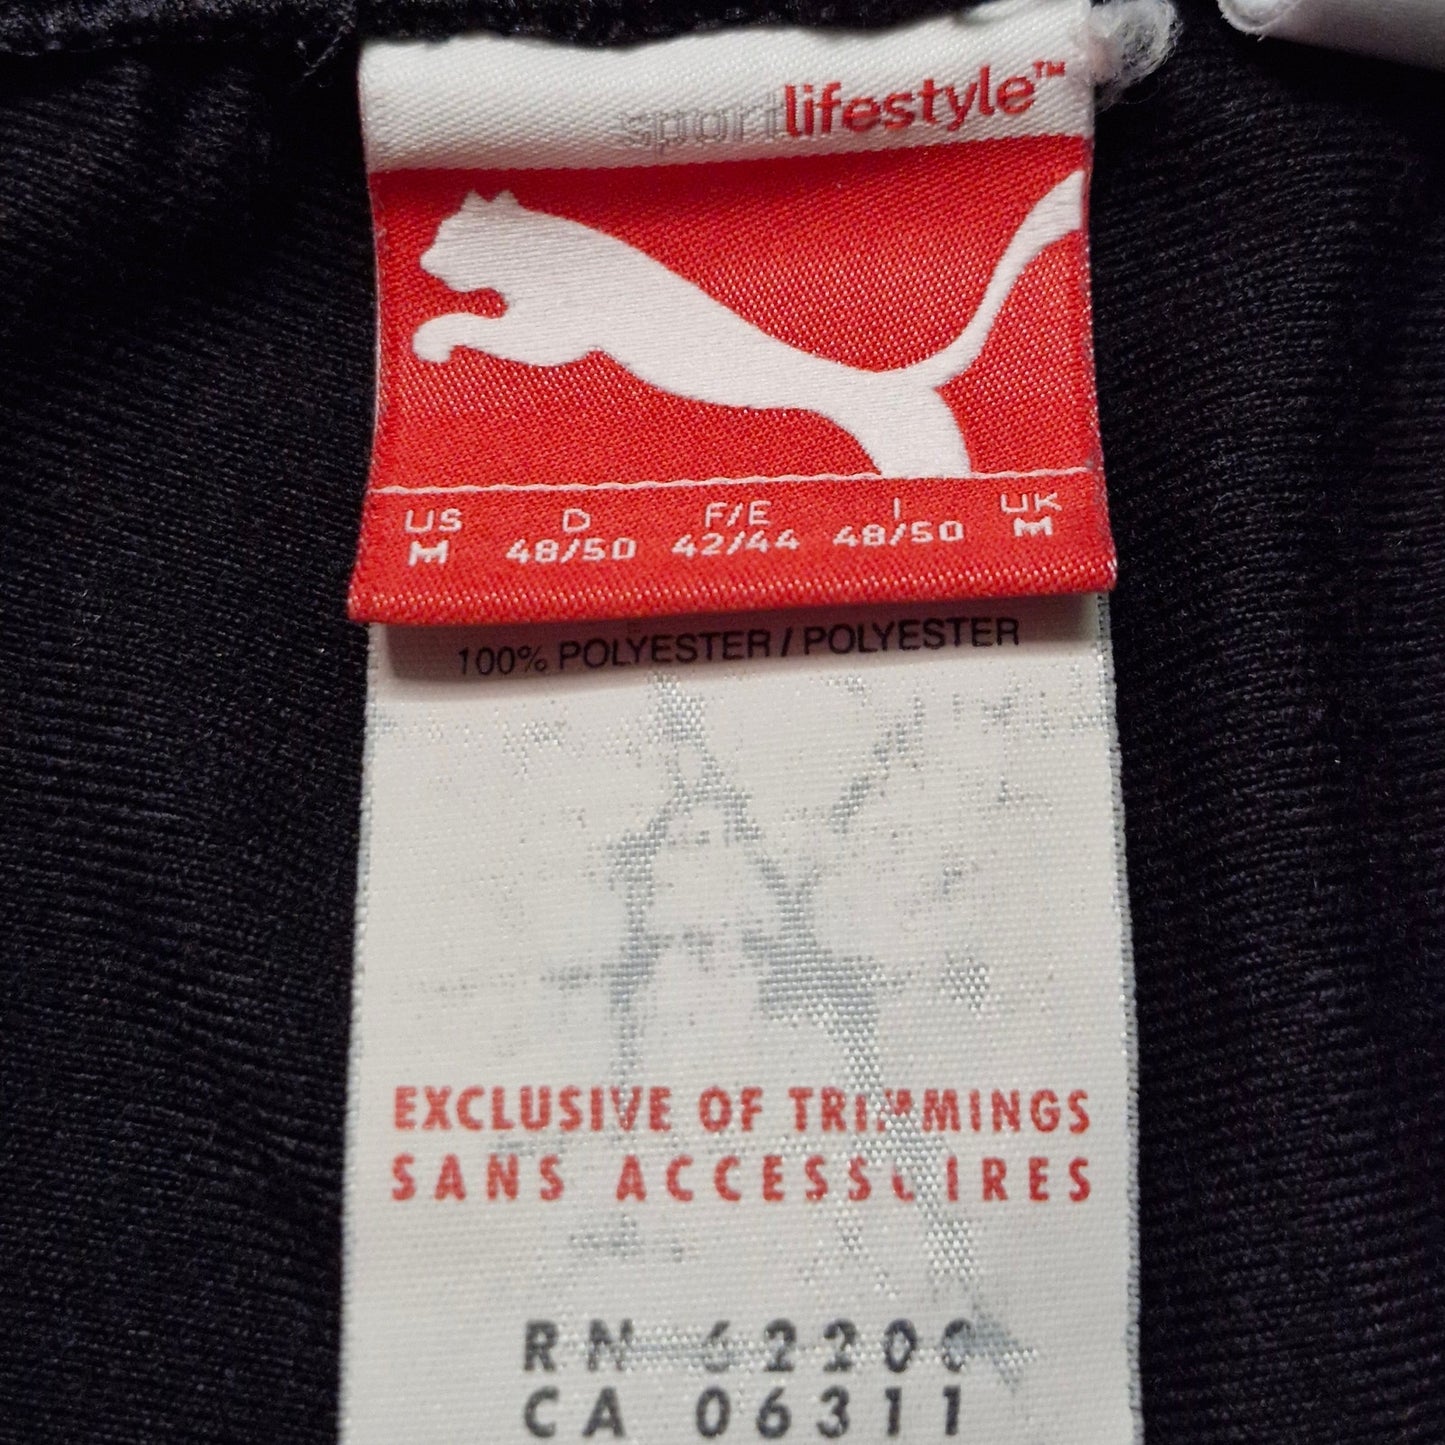 sportlifestyle™
US D F/E I UK
M 48/50 42/44 48/50 M
100% POLYESTER / POLYESTER
EXCLUSIVE OF TRIMMINGS
SANS ACCESSOIRES
RN 62200
CA 06311